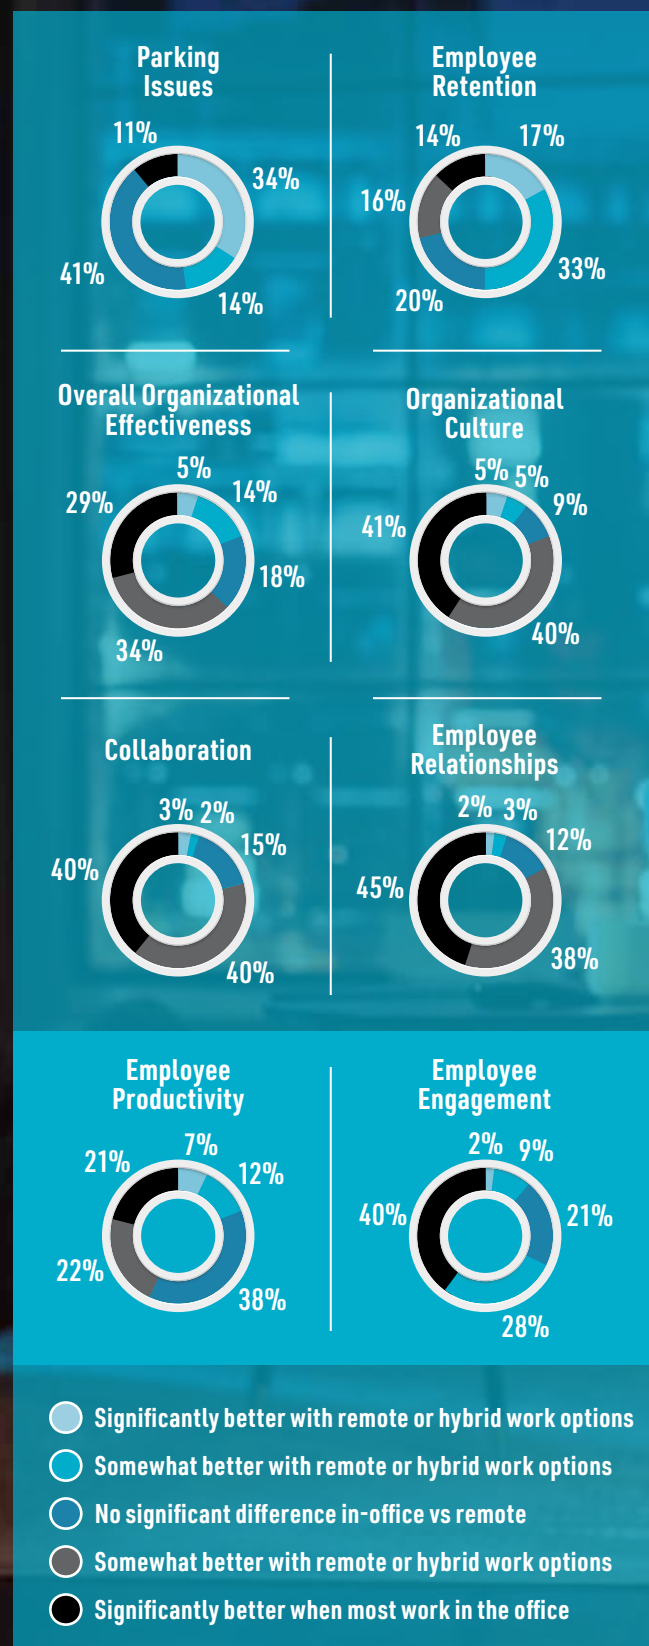 Parking
Issues
11%
34%
41%
14%
Employee
Retention
14%
17%
16%
33%
20%
Overall Organizational
Effectiveness
5%
29%
14%
18%
34%
Organizational
Culture
5%
5%
9%
41%
40%
Collaboration
3%
2%
15%
40%
40%
Employee
Relationships
2%
3%
12%
45%
38%
Employee
Productivity
7%
21%
12%
22%
38%
Employee
Engagement
2%
9%
40%
21%
28%
Significantly better with remote or hybrid work options
Somewhat better with remote or hybrid work options
No significant difference in-office vs remote
Somewhat better with remote or hybrid work options
Significantly better when most work in the office